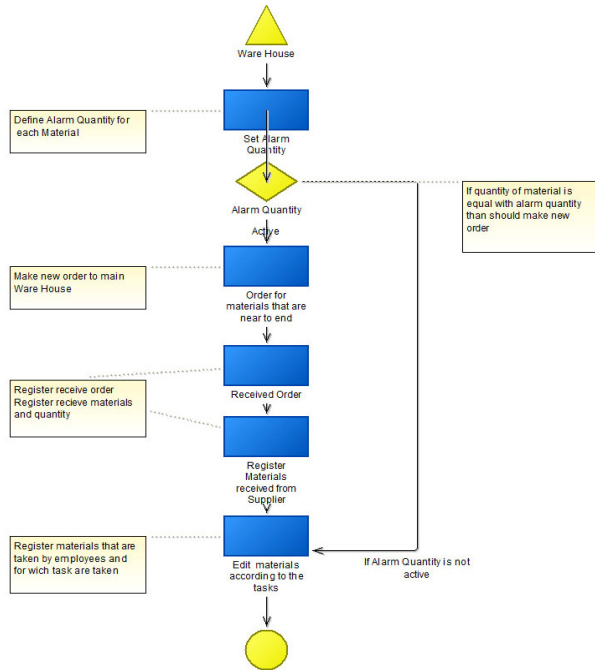 Ware House
Define Alarm Quantity for
each Material
Set Alarm
Quantity
If quantity of material is
equal with alarm quantity
than should make new
order
Alarm Quantity
Active
Make new order to main
Ware House
Order for
materials that are
near to end
Register receive order
Register recieve materials
and quantity
Received Order
Register
Materials
received from
Supplier
Register materials that are
taken by employees and
for wich task are taken
Edit materials
according to the
tasks
If Alarm Quantity is not
active